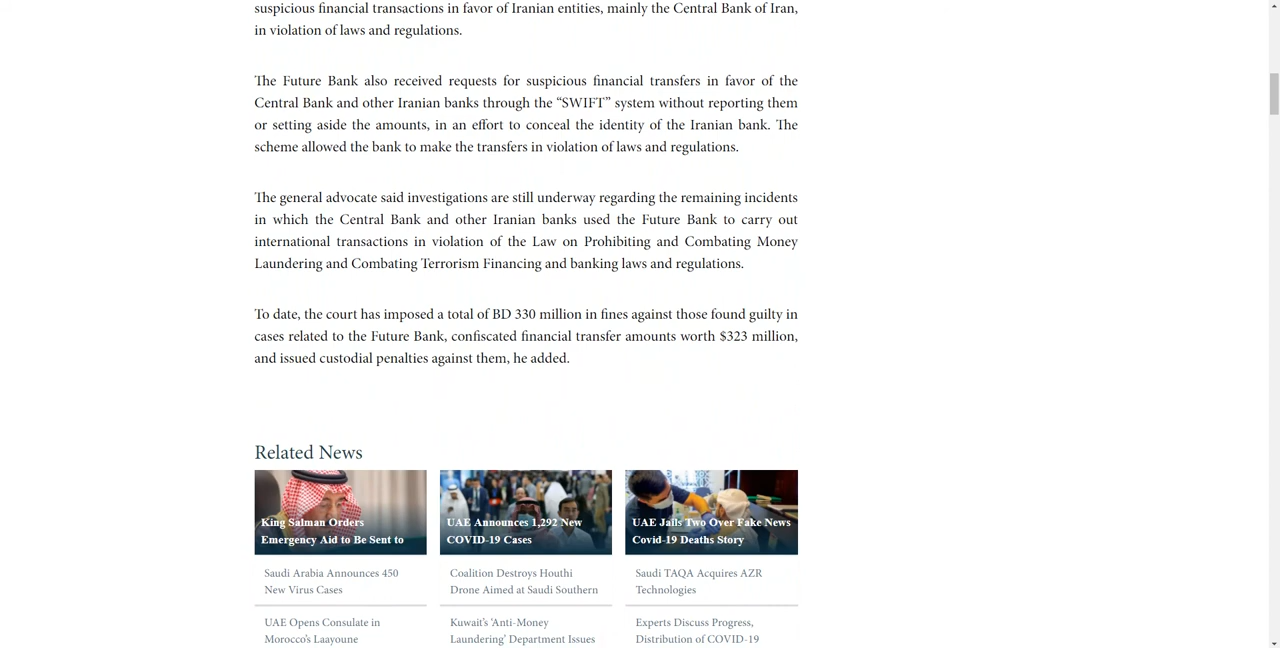 suspicious financial transactions in favor of Iranian entities, mainly the Central Bank of Iran,
in violation of laws and regulations.
The Future Bank also received requests for suspicious financial transfers in favor of the
Central Bank and other Iranian banks through the “SWIFT” system without reporting them
or setting aside the amounts, in an effort to conceal the identity of the Iranian bank. The
scheme allowed the bank to make the transfers in violation of laws and regulations.
The general advocate said investigations are still underway regarding the remaining incidents
in which the Central Bank and other Iranian banks used the Future Bank to carry out
international transactions in violation of the Law on Prohibiting and Combating Money
Laundering and Combating Terrorism Financing and banking laws and regulations.
To date, the court has imposed a total of BD 330 million in fines against those found guilty in
cases related to the Future Bank, confiscated financial transfer amounts worth $323 million,
and issued custodial penalties against them, he added.
Related News
King Salman Orders
Emergency Aid to Be Sent to
Saudi Arabia Announces 450
New Virus Cases
UAE Opens Consulate in
Morocco’s Laayoune
UAE Announces 1,292 New
COVID-19 Cases
Coalition Destroys Houthi
Drone Aimed at Saudi Southern
Kuwait’s ‘Anti-Money
Laundering’ Department Issues
UAE Jails Two Over Fake News
Covid-19 Deaths Story
Saudi TAQA Acquires AZR
Technologies
Experts Discuss Progress,
Distribution of COVID-19